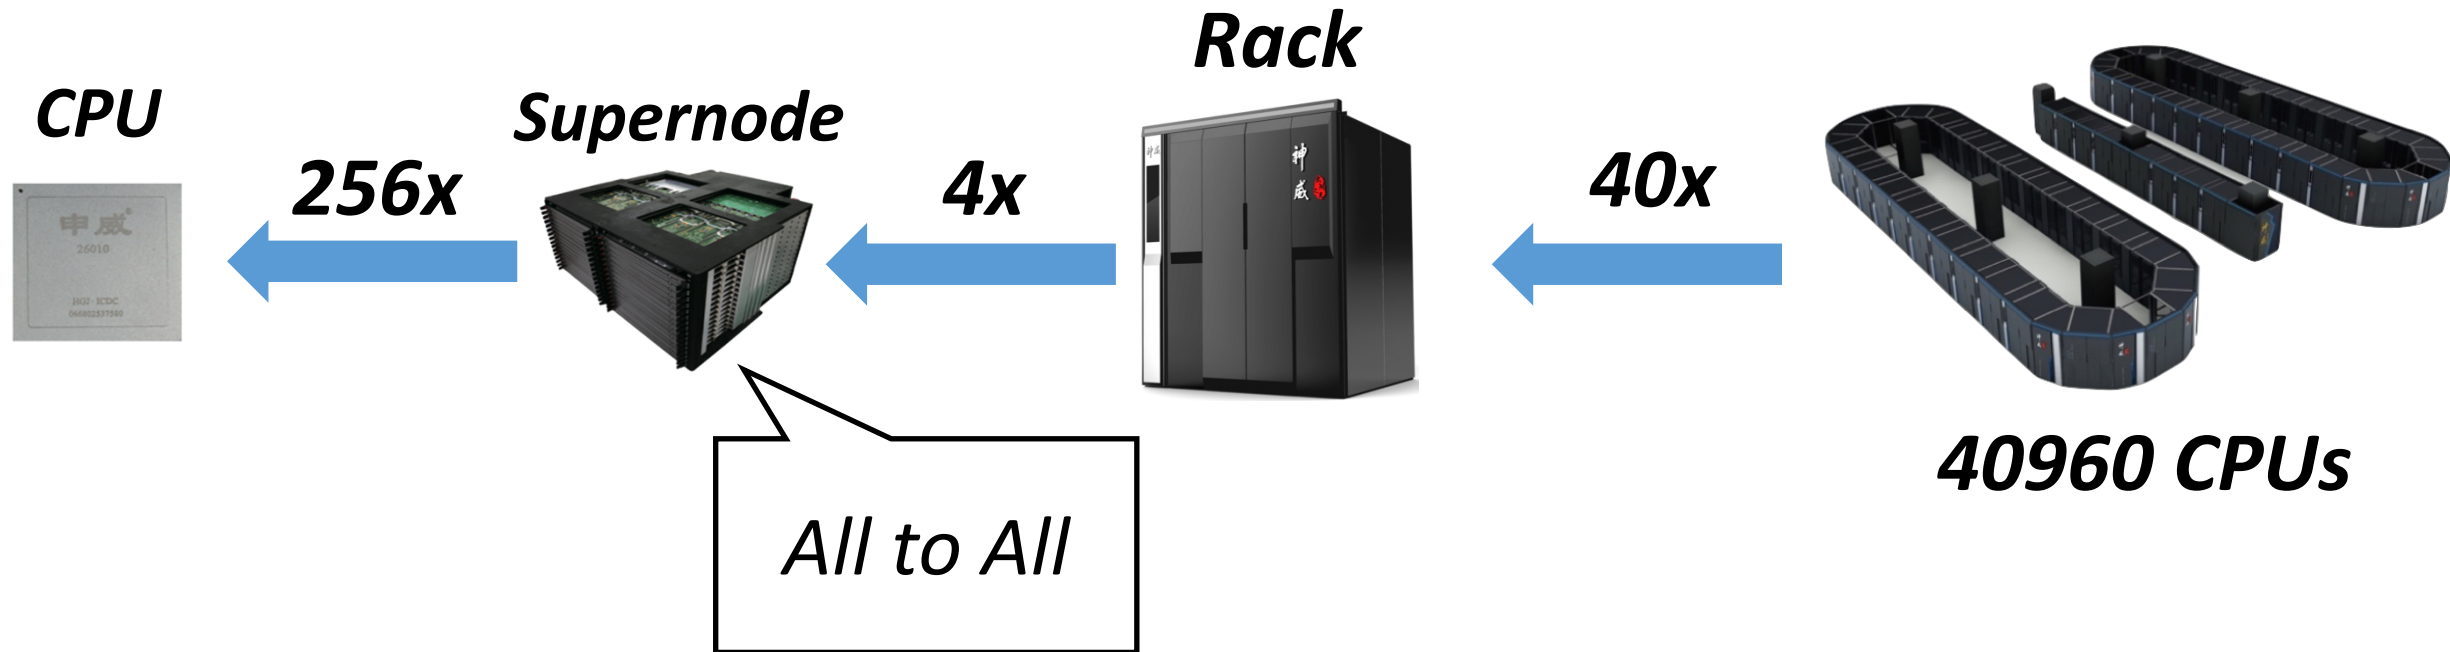 CPU
256x
申威
26010
Supernode
4x
Rack
神威
40x
40960 CPUs
All to All